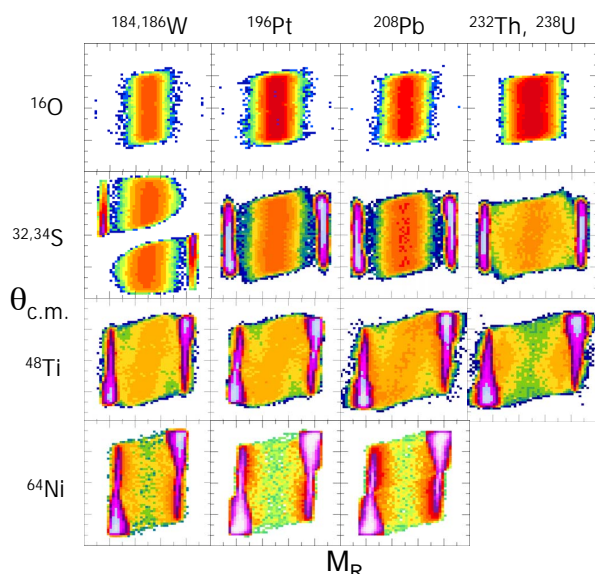 184,186W 196Pt 208Pb 232Th, 238U
16O
32,34S
θc.m.
48Ti
64Ni
MR